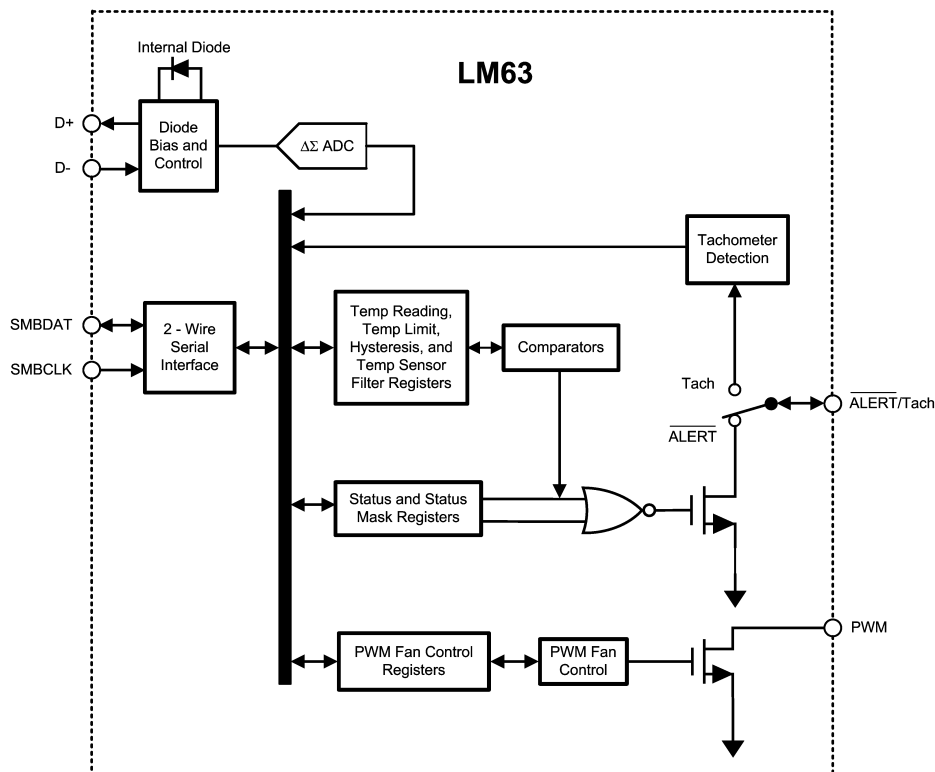 Internal Diode
LM63
D+
Diode
Bias and
Control
ΔΣ ADC
D-
Tachometer
Detection
SMBDAT
SMBCLK
2 - Wire
Serial
Interface
Temp Reading,
Temp Limit,
Hysteresis, and
Temp Sensor
Filter Registers
Comparators
Tach
ALERT/Tach
ALERT
Status and Status
Mask Registers
PWM
PWM Fan Control
Registers
PWM Fan
Control